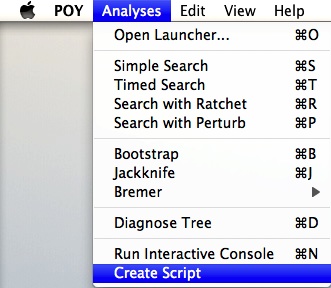 POY Analyses Edit View Help
Open Launcher... ⌘O
Simple Search ⌘S
Timed Search ⌘T
Search with Ratchet ⌘R
Search with Perturb ⌘P
Bootstrap ⌘B
Jackknife ⌘J
Bremer
Diagnose Tree ⌘D
Run Interactive Console ⌘N
Create Script